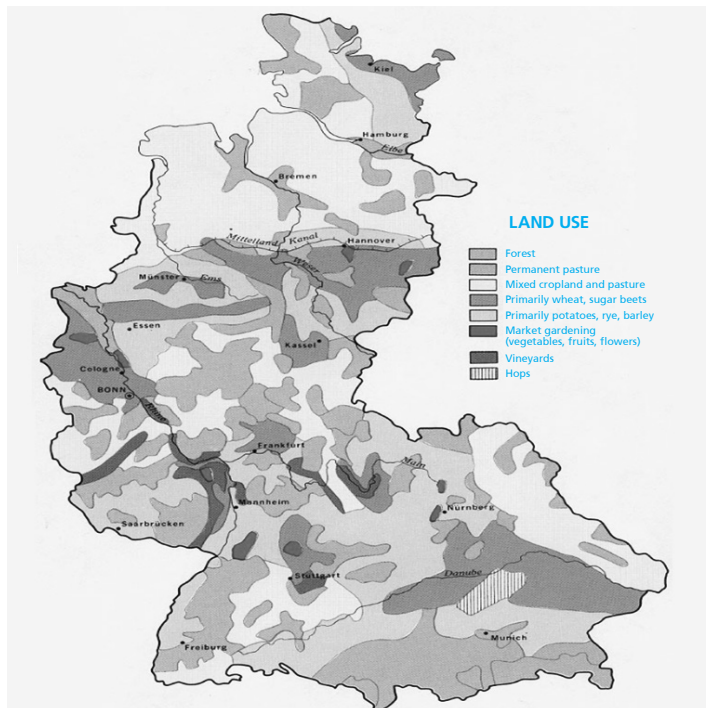 Kiel
Hamburg
Elbe
Bremen
LAND USE
Mittelland Kanal
Hannover
Weser
Forest
Permanent pasture
Mixed cropland and pasture
Primarily wheat, sugar beets
Primarily potatoes, rye, barley
Market gardening
(vegetables, fruits, flowers)
Vineyards
Hops
Münster
Ems
Essen
Kassel
Cologne
BONN
Rhine
Frankfurt
Main
Mannheim
Nürnberg
Saarbrücken
Stuttgart
Danube
Munich
Freiburg